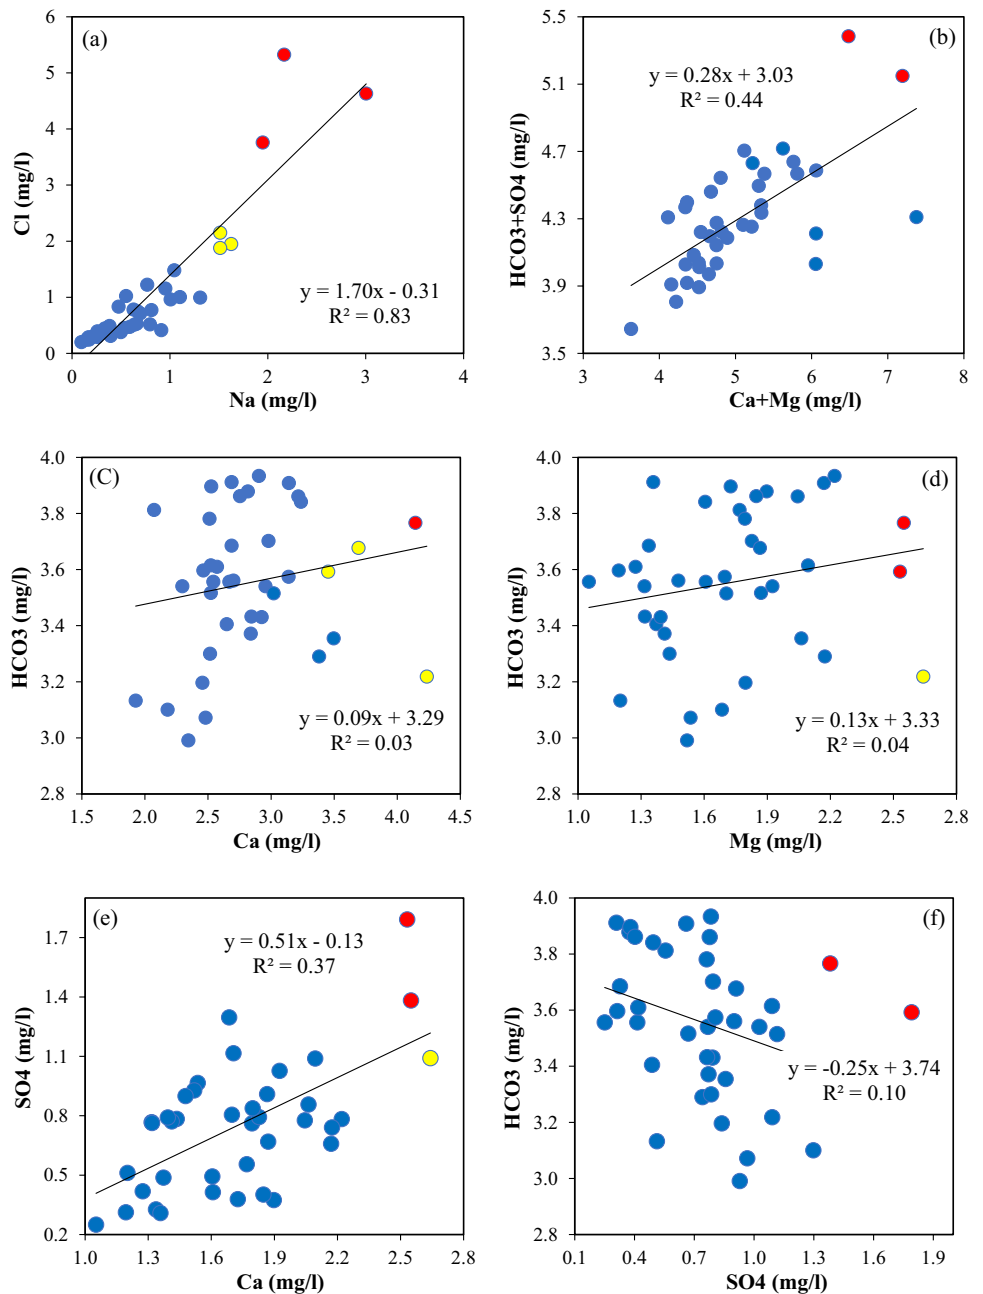 (a)
6
5
4
3
2
1
0
Cl (mg/l)
y = 1.70x - 0.31
R² = 0.83
0 1 2 3 4
Na (mg/l)
(b)
5.5
5.1
4.7
4.3
3.9
3.5
HCO3+SO4 (mg/l)
y = 0.28x + 3.03
R² = 0.44
3 4 5 6 7 8
Ca+Mg (mg/l)
(C)
4.0
3.8
3.6
3.4
3.2
3.0
2.8
HCO3 (mg/l)
y = 0.09x + 3.29
R² = 0.03
1.5 2.0 2.5 3.0 3.5 4.0 4.5
Ca (mg/l)
(d)
4.0
3.8
3.6
3.4
3.2
3.0
2.8
HCO3 (mg/l)
y = 0.13x + 3.33
R² = 0.04
1.0 1.3 1.6 1.9 2.2 2.5 2.8
Mg (mg/l)
(e)
1.7
1.4
1.1
0.8
0.5
0.2
SO4 (mg/l)
y = 0.51x - 0.13
R² = 0.37
1.0 1.3 1.6 1.9 2.2 2.5 2.8
Ca (mg/l)
(f)
4.0
3.8
3.6
3.4
3.2
3.0
2.8
HCO3 (mg/l)
y = -0.25x + 3.74
R² = 0.10
0.1 0.4 0.7 1.0 1.3 1.6 1.9
SO4 (mg/l)